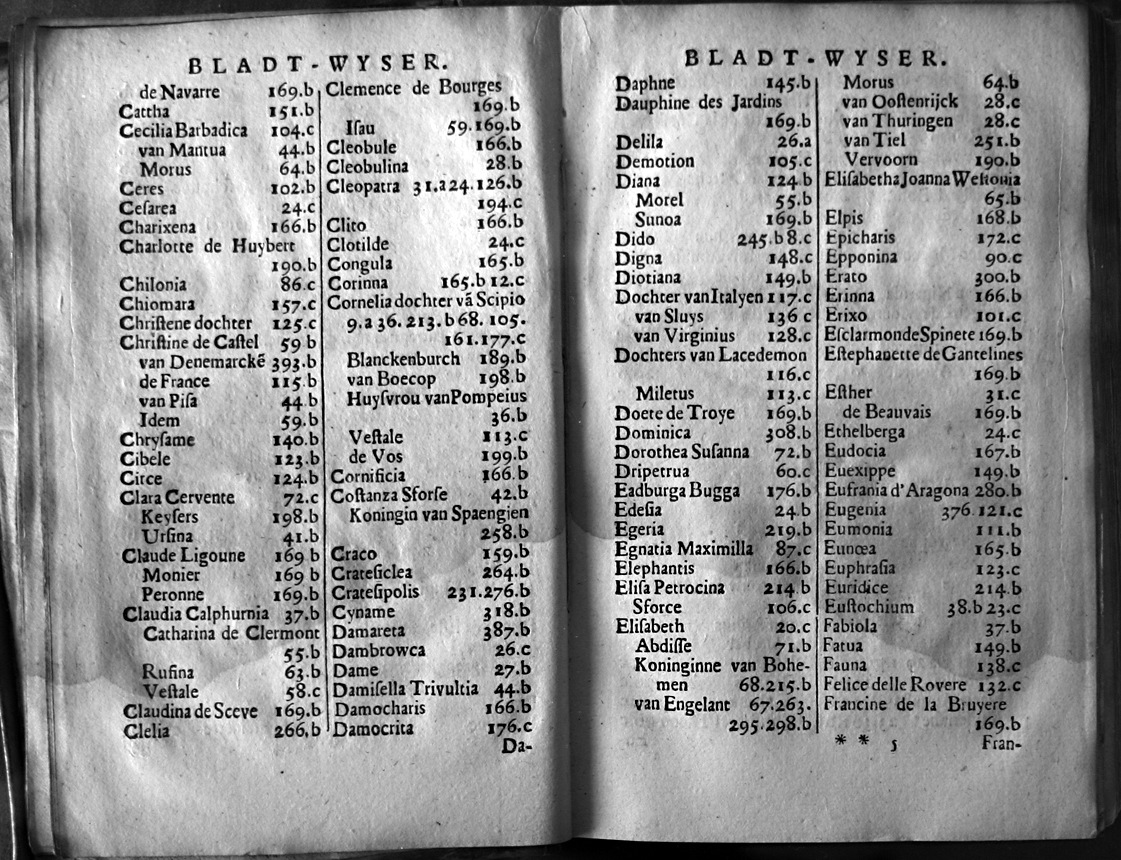 BLADT-WYSER.
de Navarre 169.b
Cattha 151.b
Cecilia Barbadica 104.c
van Mantua 44.b
Morus 64.b
Ceres 102.b
Ceſarea 24.c
Charixena 166.b
Charlotte de Huybert
190.b
Chilonia 86.c
Chiomara 157.c
Chriſtene dochter 125.c
Chriſtine de Caſtel 59 b
van Denemarckẽ 393.b
de France 115.b
van Piſa 44.b
Idem 59.b
Chryſame 140.b
Cibele 123.b
Circe 124.b
Clara Cervente 72.c
Keyſers 198.b
Urſina 41.b
Claude Ligoune 169 b
Monier 169 b
Peronne 169.b
Claudia Calphurnia 37.b
Catharina de Clermont
55.b
Rufina 63.b
Veſtale 58.c
Claudina de Sceve 169.b
Clelia 266.b
Clemence de Bourges
169.b
Iſau 59.169.b
Cleobule 166.b
Cleobulina 28.b
Cleopatra 31.a24.126.b
194.c
Clito 166.b
Clotilde 24.c
Congula 165.b
Corinna 165.b 12.c
Cornelia dochter vã Scipio
9.a 36. 213. b 68. 105.
161.177.c
Blanckenburch 189.b
van Boecop 198.b
Huyſvrou van Pompeius
36.b
Veſtale 113.c
de Vos 199.b
Cornificia 166.b
Coſtanza Sforſe 42.b
Koningin van Spaengien
258.b
Craco 159.b
Crateſiclea 264.b
Crateſipolis 231.276.b
Cyname 318.b
Damareta 387.b
Dambrowca 26.c
Dame 27.b
Damiſella Trivultia 44.b
Damocharis 166.b
Damocrita 176.c
Da-
BLADT-WYSER.
Daphne 145.b
Dauphine des Jardins
169.b
Delila 26.a
Demotion 105.c
Diana 124.b
Morel 55.b
Sunoa 169.b
Dido 245.b 8.c
Digna 148.c
Diotiana 149.b
Dochter van Italyen 117.c
van Sluys 136 c
van Virginius 128.c
Dochters van Lacedemon
116.c
Miletus 113.c
Doete de Troye 169.b
Dominica 308.b
Dorothea Suſanna 72.b
Dripetrua 60.c
Eadburga Bugga 176.b
Edeſia 24.b
Egeria 219.b
Egnatia Maximilla 87.c
Elephantis 166.b
Eliſa Petrocina 214.b
Sforce 106.c
Eliſabeth 20.c
Abdiſſe 71.b
Koninginne van Bohe-
men 68.215.b
van Engelant 67.263.
295.298.b
Morus 64.b
van Ooſtenrijck 28.c
van Thuringen 28.c
van Tiel 251.b
Vervoorn 190.b
Eliſabetha Joanna Weſtonia
65.b
Elpis 168.b
Epicharis 172.c
Epponina 90.c
Erato 300.b
Erinna 166.b
Erixo 101.c
Eſclarmonde Spinete 169.b
Eſtephanette de Gantelines
169.b
Eſther 31.c
de Beauvais 169.b
Ethelberga 24.c
Eudocia 167.b
Euexippe 149.b
Eufrania d'Aragona 280.b
Eugenia 376.121.c
Eumonia 111.b
Eunœa 165.b
Euphraſia 123.c
Euridice 214.b
Euſtochium 38.b 23.c
Fabiola 37.b
Fatua 149.b
Fauna 138.c
Felice delle Rovere 132.c
Francine de la Bruyere
169.b
* * 5 Fran-